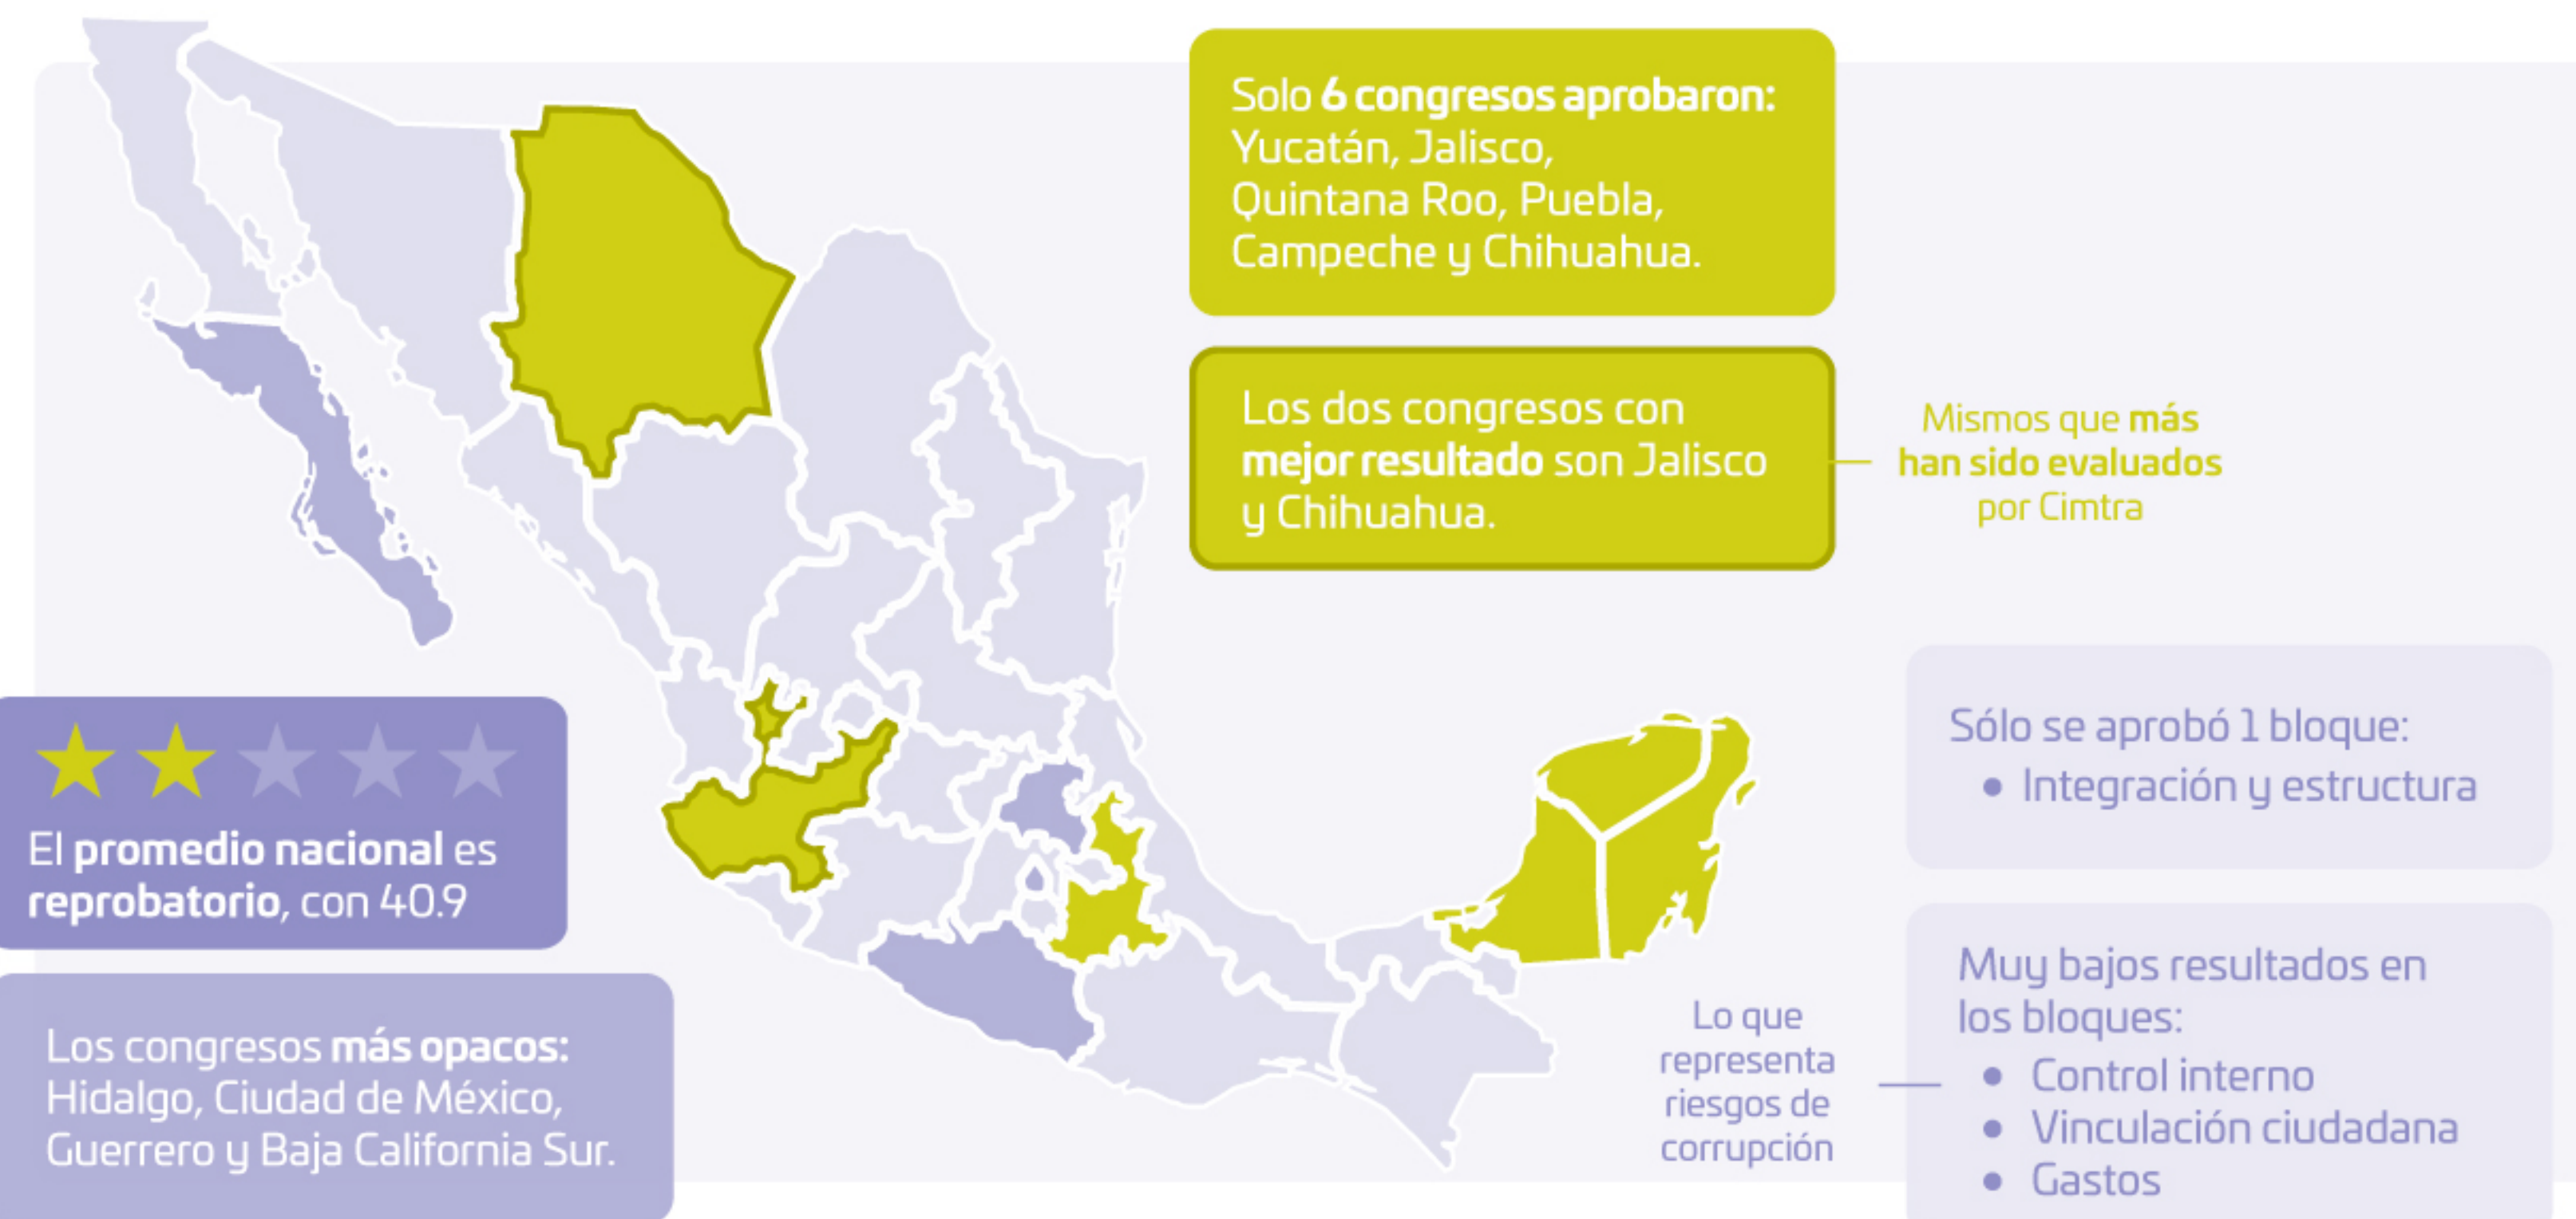 Solo 6 congresos aprobaron:
Yucatán, Jalisco,
Quintana Roo, Puebla,
Campeche y Chihuahua.
Los dos congresos con
mejor resultado son Jalisco
y Chihuahua.
Mismos que más
han sido evaluados
por Cimtra
El promedio nacional es
reprobatorio, con 40.9
Los congresos más opacos:
Hidalgo, Ciudad de México,
Guerrero y Baja California Sur.
Sólo se aprobó 1 bloque:
• Integración y estructura
Lo que
representa
riesgos de
corrupción
Muy bajos resultados en
los bloques:
• Control interno
• Vinculación ciudadana
• Gastos